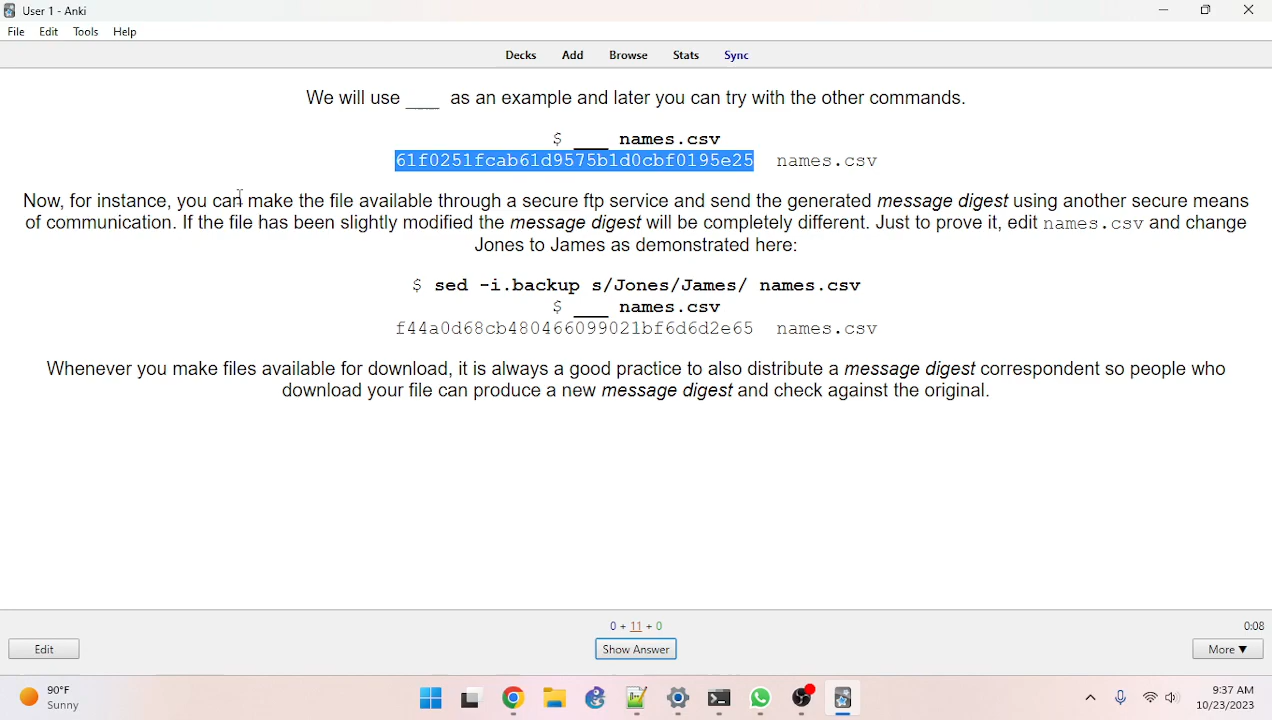 User 1 - Anki
File Edit Tools Help
Decks Add Browse Stats Sync
We will use ___ as an example and later you can try with the other commands.
$ ___ names.csv
61f0251fcab61d9575b1d0cbf0195e25 names.csv
Now, for instance, you can make the file available through a secure ftp service and send the generated message digest using another secure means
of communication. If the file has been slightly modified the message digest will be completely different. Just to prove it, edit names.csv and change
Jones to James as demonstrated here:
$ sed -i.backup s/Jones/James/ names.csv
$ ___ names.csv
f44a0d68cb480466099021bf6d6d2e65 names.csv
Whenever you make files available for download, it is always a good practice to also distribute a message digest correspondent so people who
download your file can produce a new message digest and check against the original.
0 + 11 + 0
0:08
Edit
Show Answer
More ▼
90°F
Sunny
9:37 AM
10/23/2023